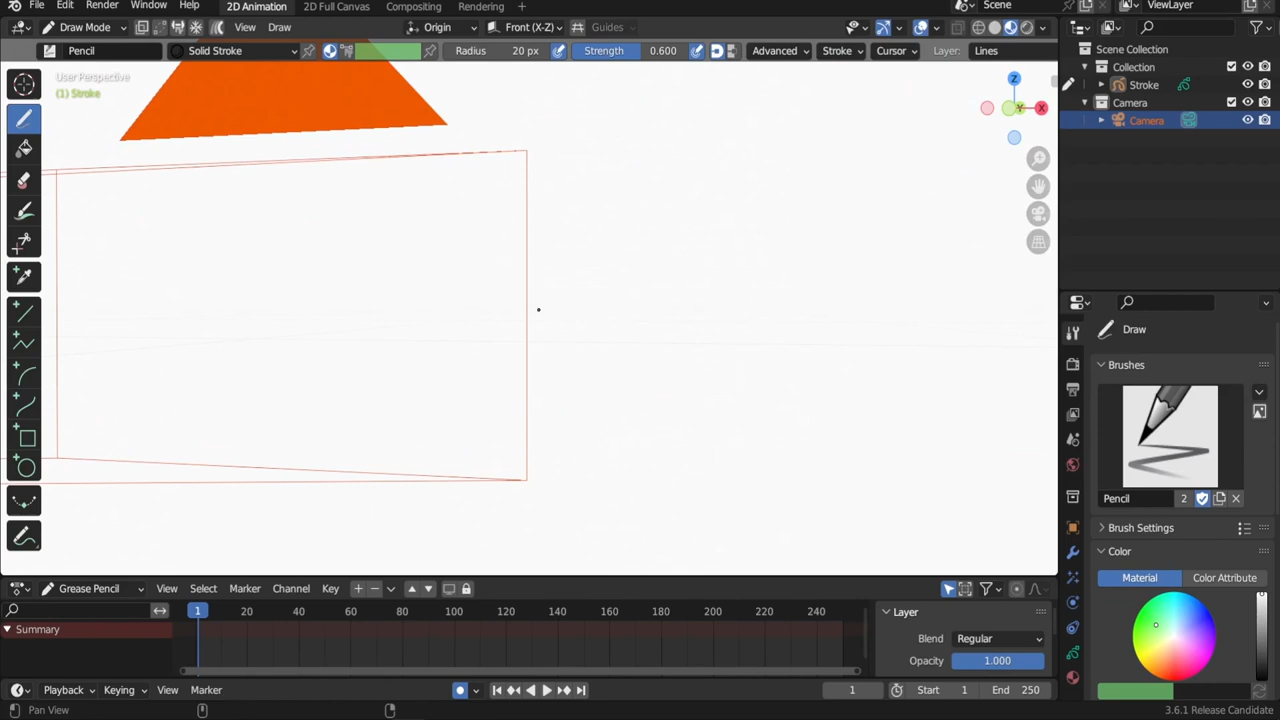 Edit Render Window Help 2D Animation 2D Full Canvas Compositing Rendering + Scene ViewLayer
Draw Mode View Draw Origin Front (X-Z) Guides
Pencil Solid Stroke Radius 20 px Strength 0.600 Advanced Stroke Cursor Layer: Lines
Scene Collection
Collection
User Perspective
(1) Stroke
Stroke
Camera
Camera
Z
Y X
Draw
Brushes
Pencil 2
Brush Settings
Color
Material Color Attribute
Grease Pencil View Select Marker Channel Key
1 20 40 60 80 100 120 140 160 180 200 220 240
Summary
Layer
Blend Regular
Opacity 1.000
Playback Keying View Marker 1 Start 1 End 250
Pan View 3.6.1 Release Candidate